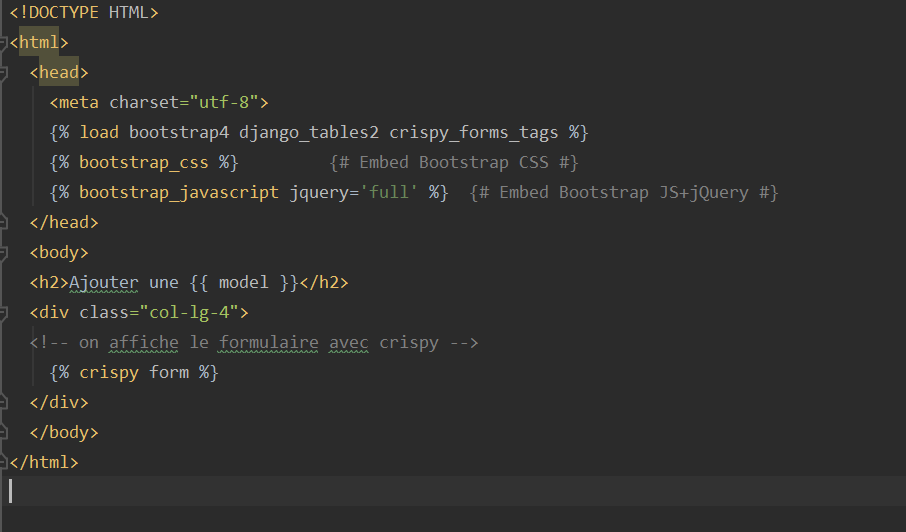 <!DOCTYPE HTML>
<html>
<head>
<meta charset="utf-8">
{% load bootstrap4 django_tables2 crispy_forms_tags %}
{% bootstrap_css %}         {# Embed Bootstrap CSS #}
{% bootstrap_javascript jquery='full' %}  {# Embed Bootstrap JS+jQuery #}
</head>
<body>
<h2>Ajouter une {{ model }}</h2>
<div class="col-lg-4">
<!-- on affiche le formulaire avec crispy -->
{% crispy form %}
</div>
</body>
</html>